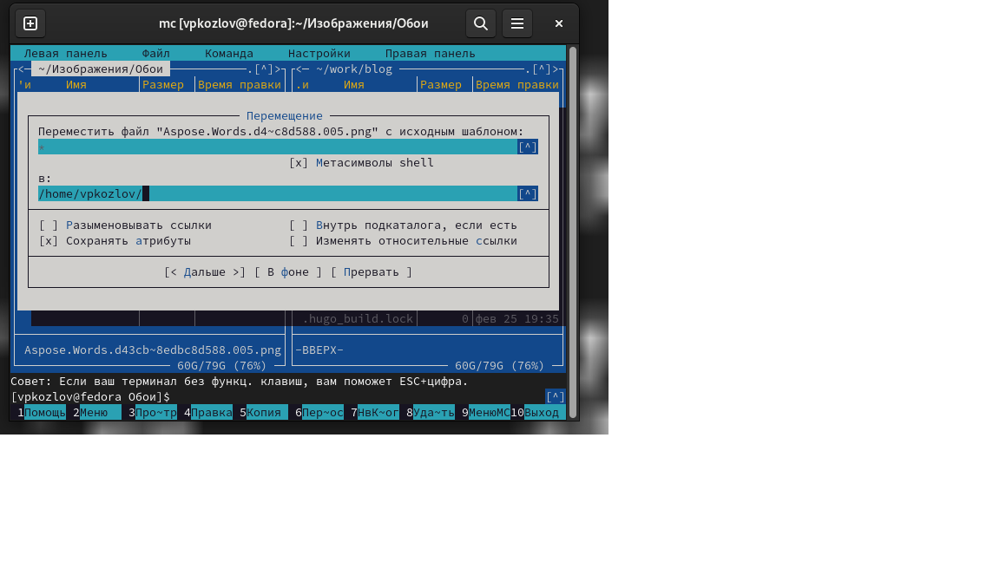 mc [vpkozlov@fedora]:~/Изображения/Обои
Левая панель Файл Команда Настройки Правая панель
<─ ~/Изображения/Обои .[^]> <─ ~/work/blog .[^]>
'и Имя Размер Время правки .и Имя Размер Время правки
Перемещение
Переместить файл "Aspose.Words.d4~c8d588.005.png" с исходным шаблоном:
* [^]
[x] Метасимволы shell
в:
/home/vpkozlov/ [^]
[ ] Разыменовывать ссылки [ ] Внутрь подкаталога, если есть
[x] Сохранять атрибуты [ ] Изменять относительные ссылки
[< Дальше >] [ В фоне ] [ Прервать ]
.hugo_build.lock 0 фев 25 19:35
Aspose.Words.d43cb~8edbc8d588.005.png -ВВЕРХ-
60G/79G (76%) 60G/79G (76%)
Совет: Если ваш терминал без функц. клавиш, вам поможет ESC+цифра.
[vpkozlov@fedora Обои]$ [^]
1Помощь 2Меню 3Про~тр 4Правка 5Копия 6Пер~ос 7НвК~ог 8Уда~ть 9МенюMC 10Выход